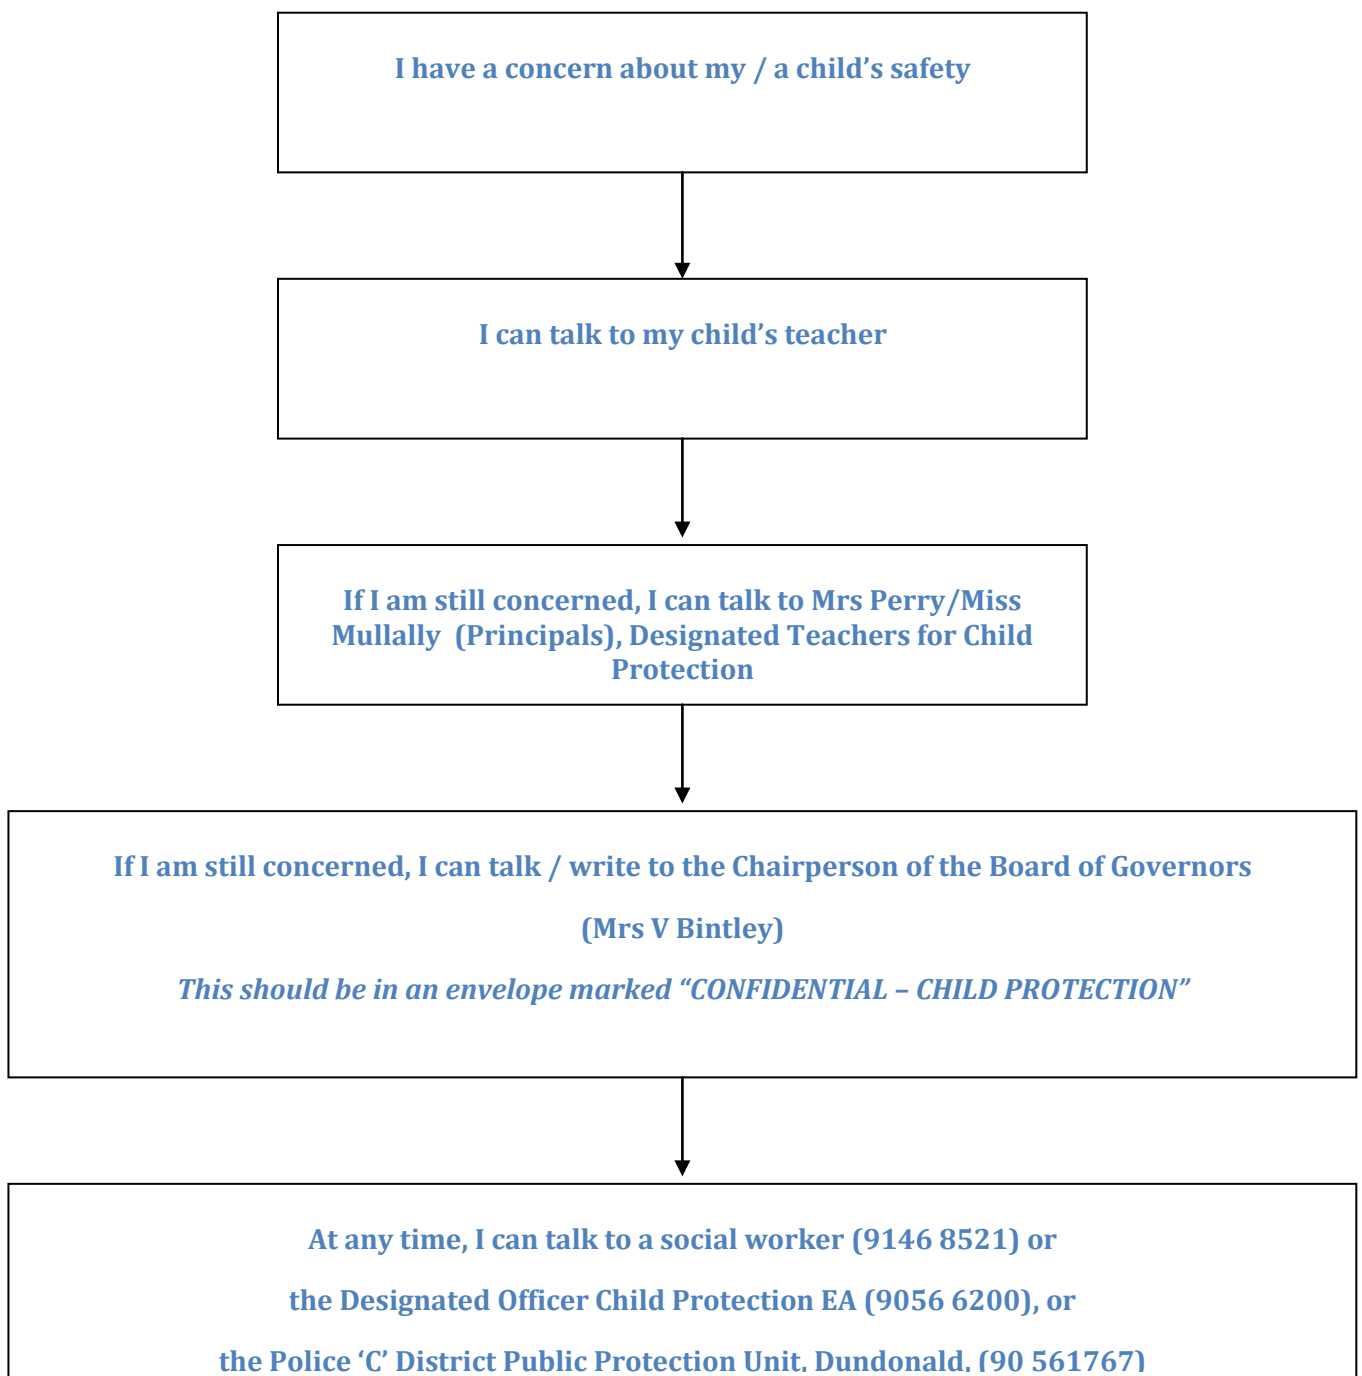 I have a concern about my / a child’s safety
I can talk to my child’s teacher
If I am still concerned, I can talk to Mrs Perry/Miss
Mullally (Principals), Designated Teachers for Child
Protection
If I am still concerned, I can talk / write to the Chairperson of the Board of Governors
(Mrs V Bintley)
This should be in an envelope marked “CONFIDENTIAL – CHILD PROTECTION”
At any time, I can talk to a social worker (9146 8521) or
the Designated Officer Child Protection EA (9056 6200), or
the Police ‘C’ District Public Protection Unit, Dundonald, (90 561767)